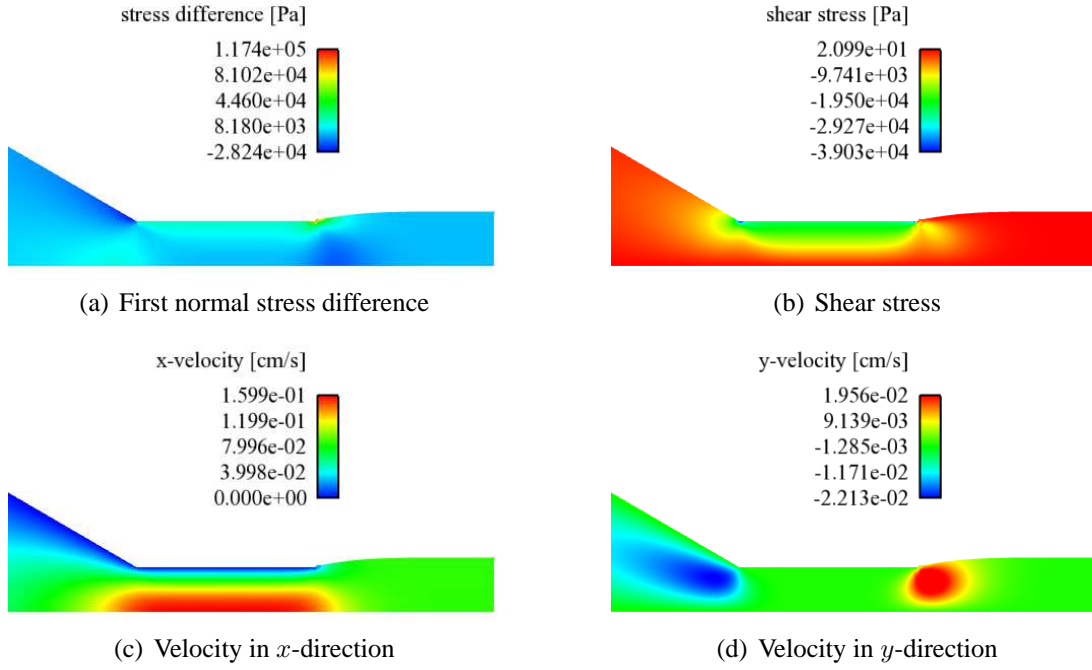 stress difference [Pa]
1.174e+05
8.102e+04
4.460e+04
8.180e+03
-2.824e+04
(a) First normal stress difference
shear stress [Pa]
2.099e+01
-9.741e+03
-1.950e+04
-2.927e+04
-3.903e+04
(b) Shear stress
x-velocity [cm/s]
1.599e-01
1.199e-01
7.996e-02
3.998e-02
0.000e+00
(c) Velocity in x-direction
y-velocity [cm/s]
1.956e-02
9.139e-03
-1.285e-03
-1.171e-02
-2.213e-02
(d) Velocity in y-direction